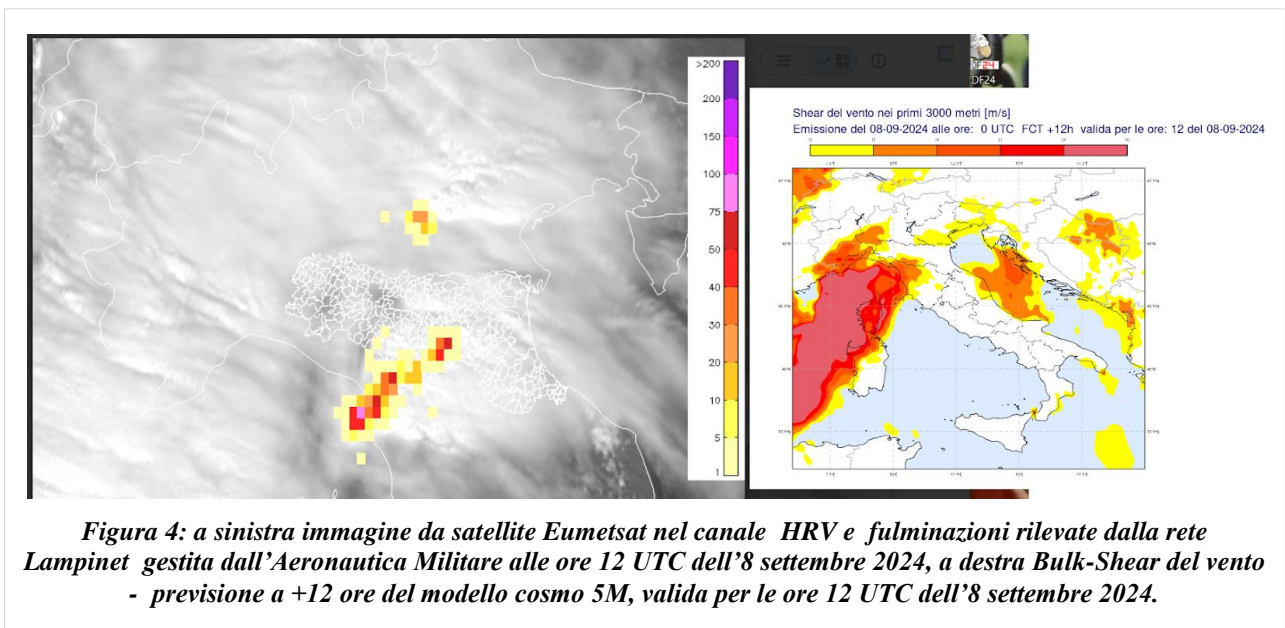 >200
200
150
100
75
50
40
30
20
10
5
1
DF24
DF24
Shear del vento nei primi 3000 metri [m/s]
Emissione del 08-09-2024 alle ore: 0 UTC FCT +12h valida per le ore: 12 del 08-09-2024
Figura 4: a sinistra immagine da satellite Eumetsat nel canale HRV e fulminazioni rilevate dalla rete
Lampinet gestita dall'Aeronautica Militare alle ore 12 UTC dell'8 settembre 2024, a destra Bulk-Shear del vento
- previsione a +12 ore del modello cosmo 5M, valida per le ore 12 UTC dell'8 settembre 2024.